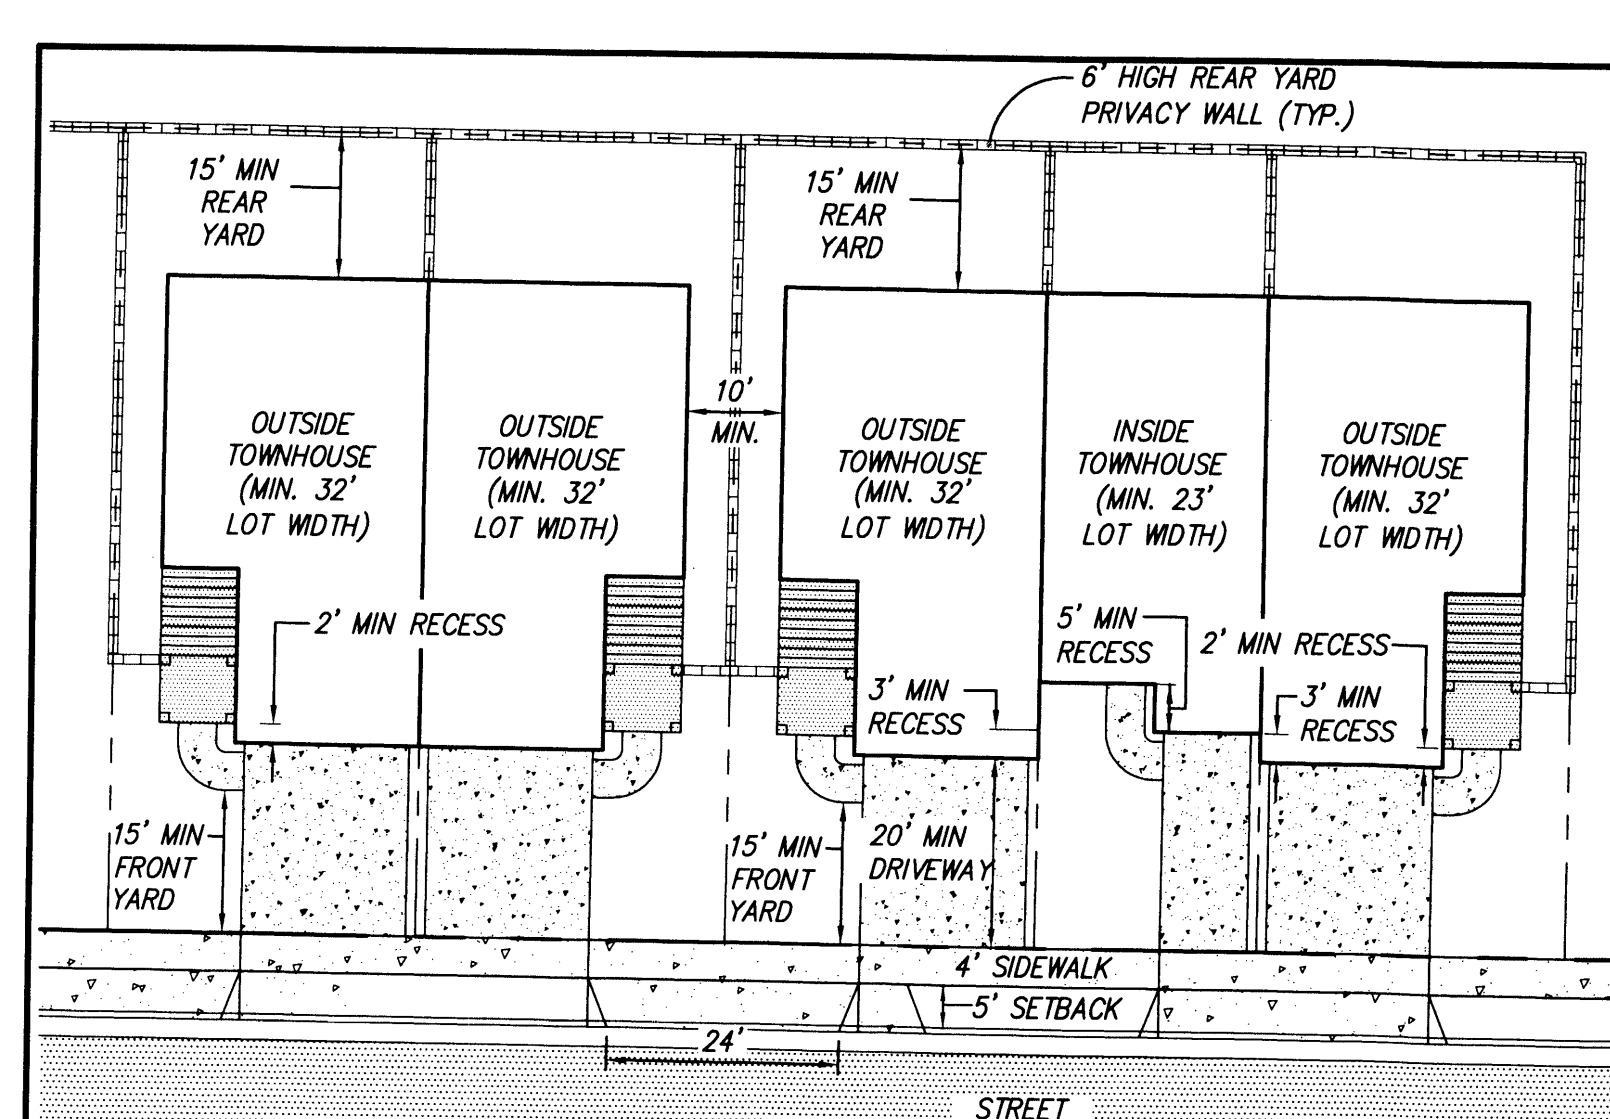 6' HIGH REAR YARD
PRIVACY WALL (TYP.)
15' MIN
REAR
YARD
15' MIN
REAR
YARD
10'
MIN.
OUTSIDE
TOWNHOUSE
(MIN. 32'
LOT WIDTH)
OUTSIDE
TOWNHOUSE
(MIN. 32'
LOT WIDTH)
OUTSIDE
TOWNHOUSE
(MIN. 32'
LOT WIDTH)
INSIDE
TOWNHOUSE
(MIN. 23'
LOT WIDTH)
OUTSIDE
TOWNHOUSE
(MIN. 32'
LOT WIDTH)
2' MIN RECESS
5' MIN
RECESS
2' MIN RECESS
3' MIN
RECESS
3' MIN
RECESS
15' MIN
FRONT
YARD
15' MIN
FRONT
YARD
20' MIN
DRIVEWAY
4' SIDEWALK
5' SETBACK
24'
STREET